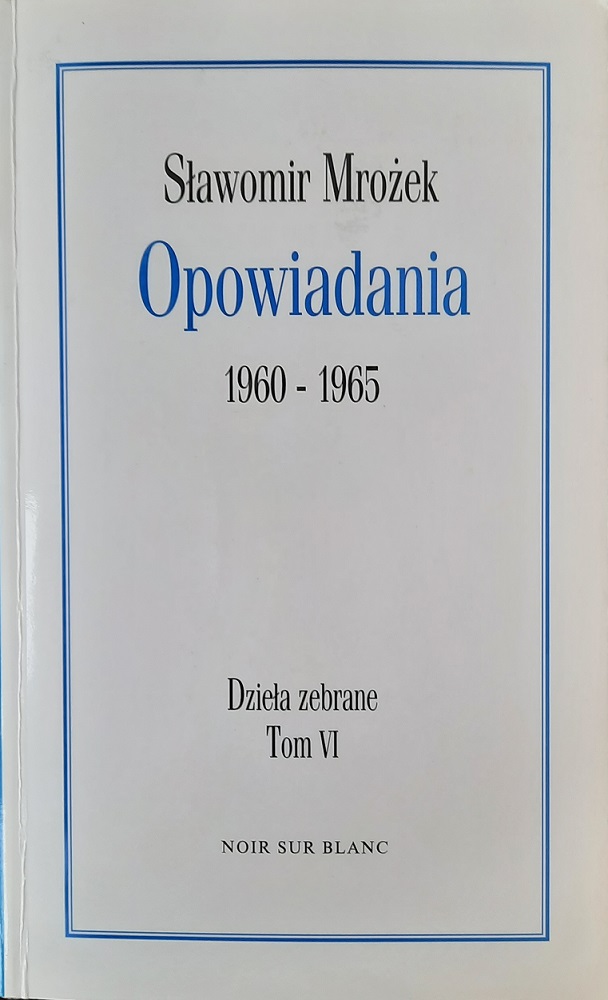 Sławomir Mrożek
Opowiadania
1960 - 1965
Dzieła zebrane
Tom VI
NOIR SUR BLANC